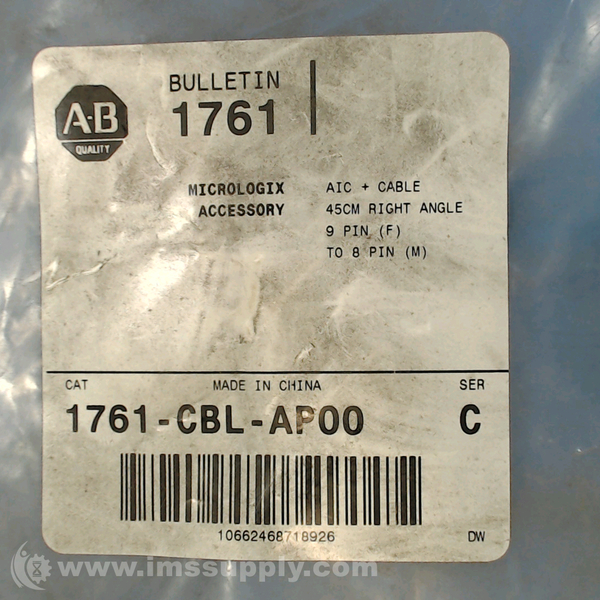 A-B
QUALITY
BULLETIN
1761
MICROLOGIX
ACCESSORY
AIC + CABLE
45CM RIGHT ANGLE
9 PIN (F)
TO 8 PIN (M)
CAT
MADE IN CHINA
SER
1761-CBL-AP00
C
10662468718926
DW
www.imssupply.com